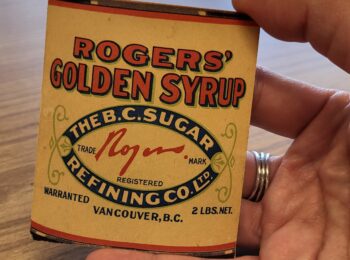 ROGERS'
GOLDEN SYRUP
THE B.C. SUGAR
TRADE Rogers MARK
REGISTERED
REFINING CO. LTD.
WARRANTED 2 LBS. NET.
VANCOUVER, B.C.